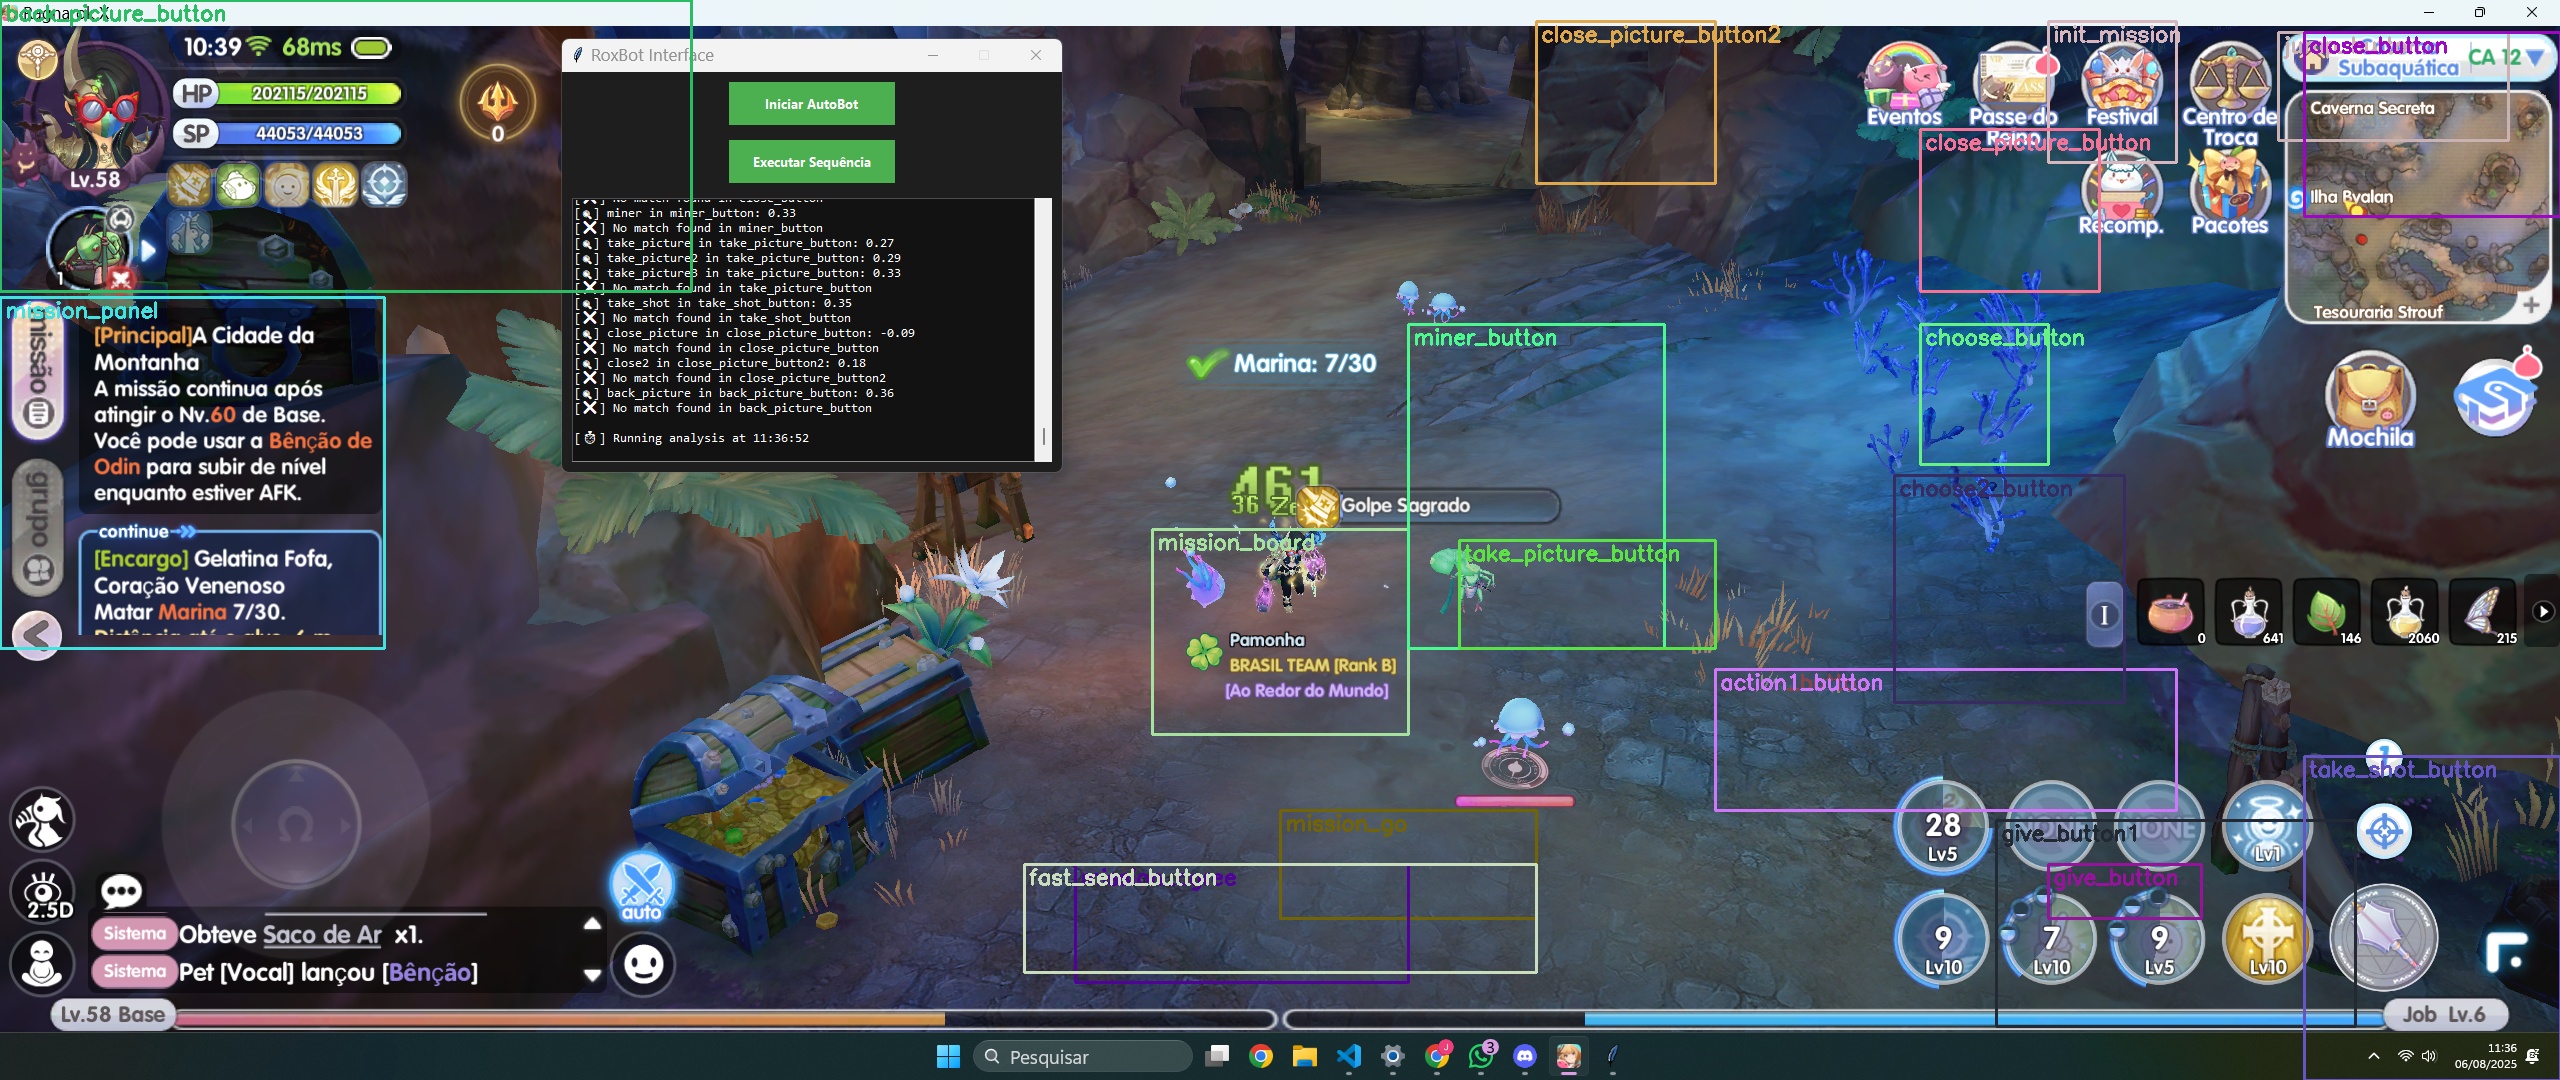 back_picture_button
Ragnarok X
10:39 68ms
HP 202115/202115
SP 44053/44053
0
Lv.58
1
RoxBot Interface
Iniciar AutoBot
Executar Sequência
[🔍] miner in miner_button: 0.33
[❌] No match found in miner_button
[🔍] take_picture in take_picture_button: 0.27
[🔍] take_picture2 in take_picture_button: 0.29
[🔍] take_picture3 in take_picture_button: 0.33
[❌] No match found in take_picture_button
[🔍] take_shot in take_shot_button: 0.35
[❌] No match found in take_shot_button
[🔍] close_picture in close_picture_button: -0.09
[❌] No match found in close_picture_button
[🔍] close2 in close_picture_button2: 0.18
[❌] No match found in close_picture_button2
[🔍] back_picture in back_picture_button: 0.36
[❌] No match found in back_picture_button
[⏱] Running analysis at 11:36:52
close_picture_button2
init_mission
close_button
Subaquática
CA 12
Eventos
Passe do
Reino
Festival
Centro de
Troca
close_picture_button
Recomp.
Pacotes
Caverna Secreta
Ilha Byalan
Tesouraria Strouf
mission_panel
missão
grupo
[Principal]A Cidade da
Montanha
A missão continua após
atingir o Nv.60 de Base.
Você pode usar a Bênção de
Odin para subir de nível
enquanto estiver AFK.
continue
[Encargo] Gelatina Fofa,
Coração Venenoso
Matar Marina 7/30.
Marina: 7/30
miner_button
choose_button
Mochila
461
36
Golpe Sagrado
choose2_button
mission_board
take_picture_button
Pamonha
BRASIL TEAM [Rank B]
[Ao Redor do Mundo]
I
0
641
146
2060
215
action1_button
take_shot_button
mission_go
fast_send_button
28
Lv5
give_button1
Lv1
give_button
9
Lv10
7
Lv10
9
Lv5
Lv10
2.5D
auto
Sistema Obteve Saco de Ar x1.
Sistema Pet [Vocal] lançou [Bênção]
Lv.58 Base
Job Lv.6
Pesquisar
3
11:36
06/08/2025